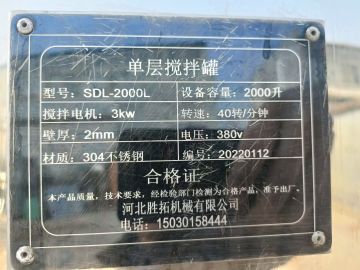 单层搅拌罐
型号：SDL-2000L 设备容量：2000升
搅拌电机：3kw 转速：40转/分钟
壁厚：2mm 电压：380v
材质：304不锈钢 编号：20220112
合格证
本产品质量，技术要求，经检验部门检测为合格产品，准予出厂。
河北胜拓机械有限公司
电话：15030158444